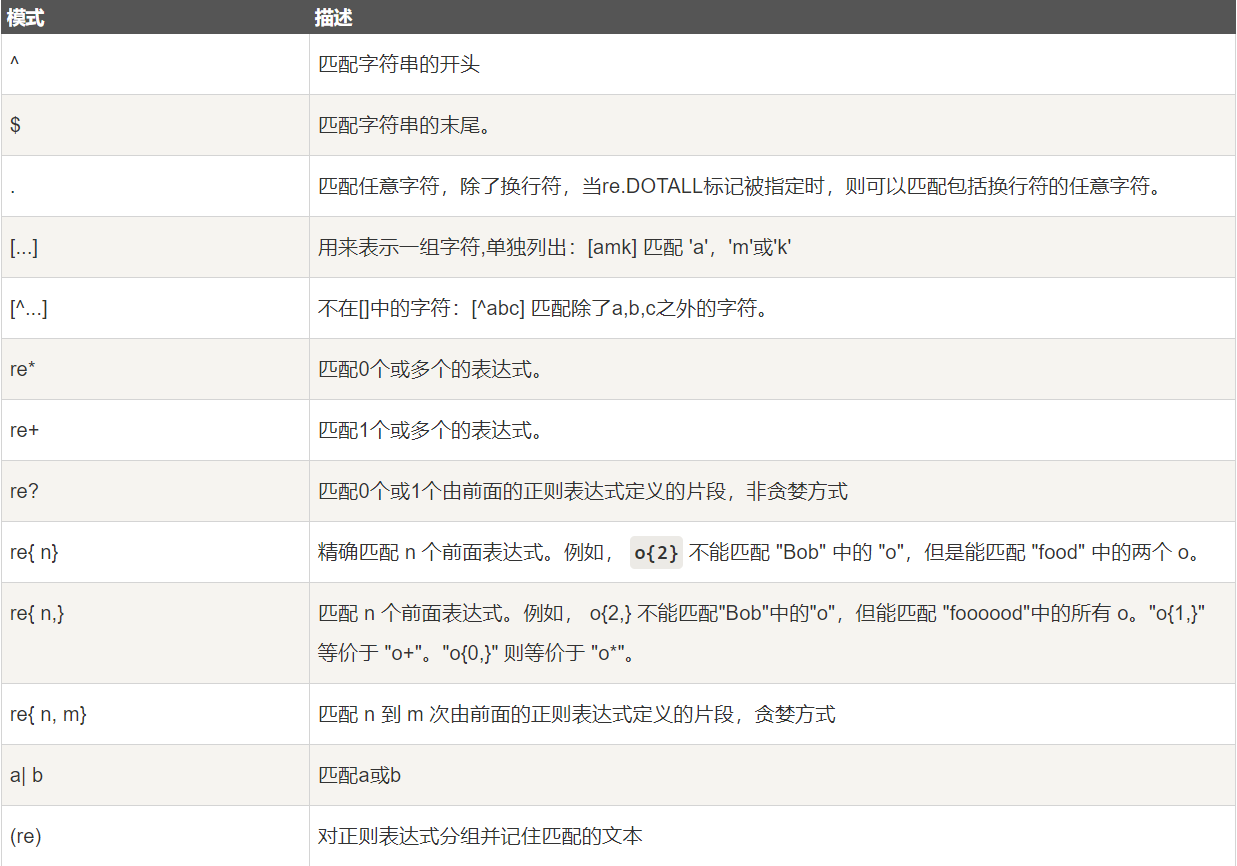 模式 描述
^ 匹配字符串的开头
$ 匹配字符串的末尾。
. 匹配任意字符，除了换行符，当re.DOTALL标记被指定时，则可以匹配包括换行符的任意字符。
[...] 用来表示一组字符,单独列出：[amk] 匹配 'a'，'m'或'k'
[^...] 不在[]中的字符：[^abc] 匹配除了a,b,c之外的字符。
re* 匹配0个或多个的表达式。
re+ 匹配1个或多个的表达式。
re? 匹配0个或1个由前面的正则表达式定义的片段，非贪婪方式
re{ n} 精确匹配 n 个前面表达式。例如， o{2} 不能匹配 "Bob" 中的 "o"，但是能匹配 "food" 中的两个 o。
re{ n,} 匹配 n 个前面表达式。例如， o{2,} 不能匹配"Bob"中的"o"，但能匹配 "foooood"中的所有 o。"o{1,}"
等价于 "o+"。"o{0,}" 则等价于 "o*"。
re{ n, m} 匹配 n 到 m 次由前面的正则表达式定义的片段，贪婪方式
a| b 匹配a或b
(re) 对正则表达式分组并记住匹配的文本